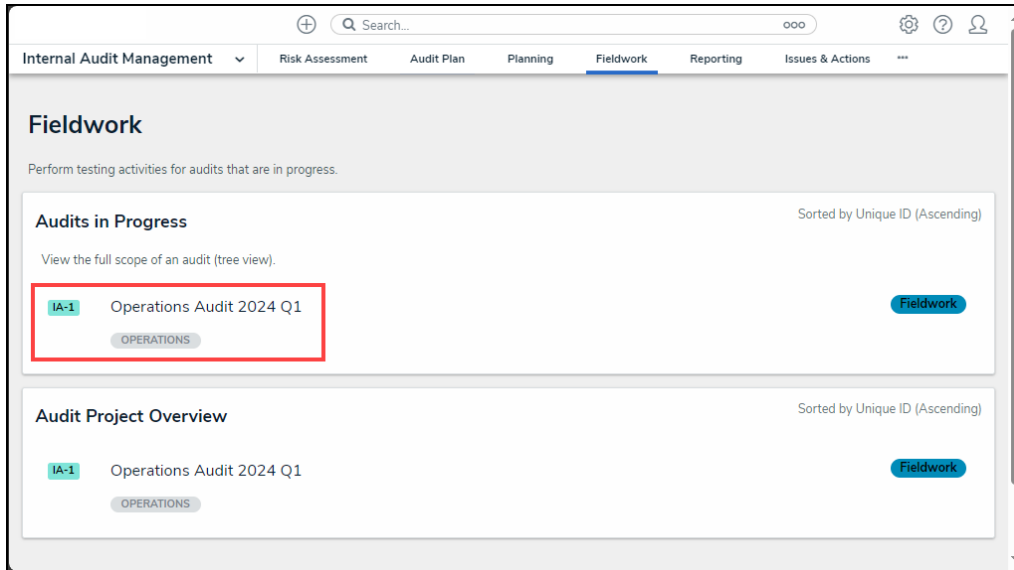 Search... ooo
Internal Audit Management Risk Assessment Audit Plan Planning Fieldwork Reporting Issues & Actions ...
Fieldwork
Perform testing activities for audits that are in progress.
Audits in Progress Sorted by Unique ID (Ascending)
View the full scope of an audit (tree view).
IA-1 Operations Audit 2024 Q1 Fieldwork
OPERATIONS
Audit Project Overview Sorted by Unique ID (Ascending)
IA-1 Operations Audit 2024 Q1 Fieldwork
OPERATIONS